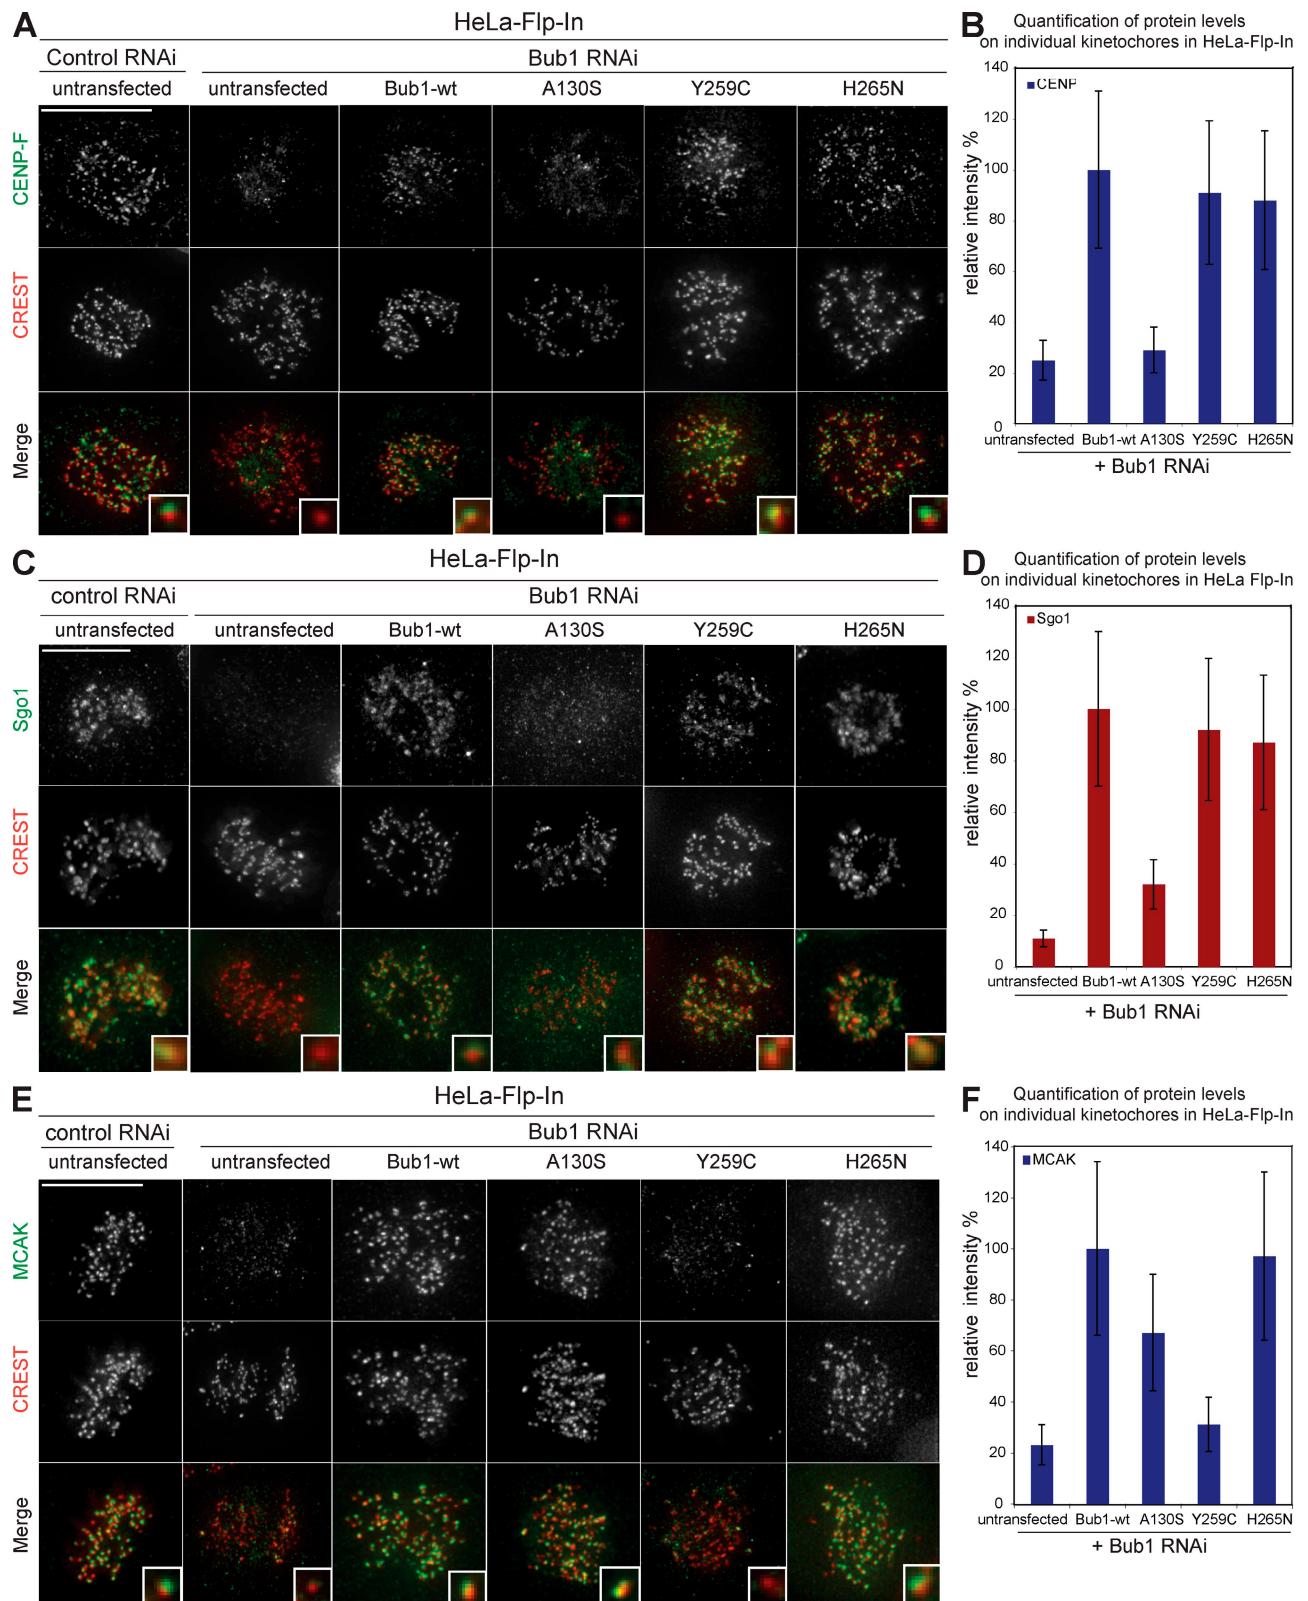 A
HeLa-Flp-In
Control RNAi
Bub1 RNAi
untransfected
untransfected
Bub1-wt
A130S
Y259C
H265N
CENP-F
CREST
Merge
B
Quantification of protein levels
on individual kinetochores in HeLa-Flp-In
CENP
relative intensity %
140
120
100
80
60
40
20
0
untransfected
Bub1-wt
A130S
Y259C
H265N
+ Bub1 RNAi
C
HeLa-Flp-In
control RNAi
Bub1 RNAi
untransfected
untransfected
Bub1-wt
A130S
Y259C
H265N
Sgo1
CREST
Merge
D
Quantification of protein levels
on individual kinetochores in HeLa Flp-In
Sgo1
relative intensity %
140
120
100
80
60
40
20
0
untransfected
Bub1-wt
A130S
Y259C
H265N
+ Bub1 RNAi
E
HeLa-Flp-In
control RNAi
Bub1 RNAi
untransfected
untransfected
Bub1-wt
A130S
Y259C
H265N
MCAK
CREST
Merge
F
Quantification of protein levels
on individual kinetochores in HeLa-Flp-In
MCAK
relative intensity %
140
120
100
80
60
40
20
0
untransfected
Bub1-wt
A130S
Y259C
H265N
+ Bub1 RNAi